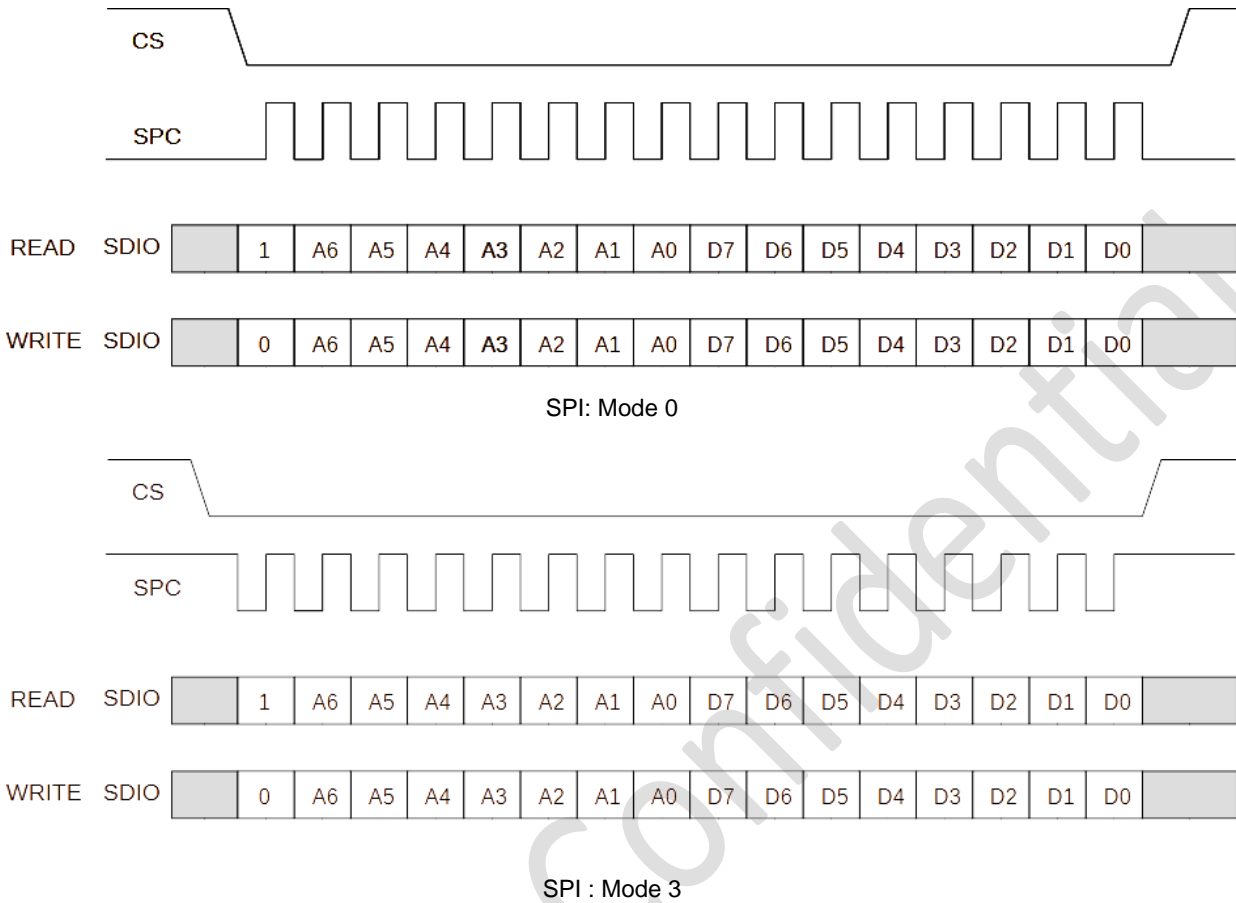 CS
SPC
READ SDIO 1 A6 A5 A4 A3 A2 A1 A0 D7 D6 D5 D4 D3 D2 D1 D0
WRITE SDIO 0 A6 A5 A4 A3 A2 A1 A0 D7 D6 D5 D4 D3 D2 D1 D0
SPI: Mode 0
CS
SPC
READ SDIO 1 A6 A5 A4 A3 A2 A1 A0 D7 D6 D5 D4 D3 D2 D1 D0
WRITE SDIO 0 A6 A5 A4 A3 A2 A1 A0 D7 D6 D5 D4 D3 D2 D1 D0
SPI : Mode 3
Confidential